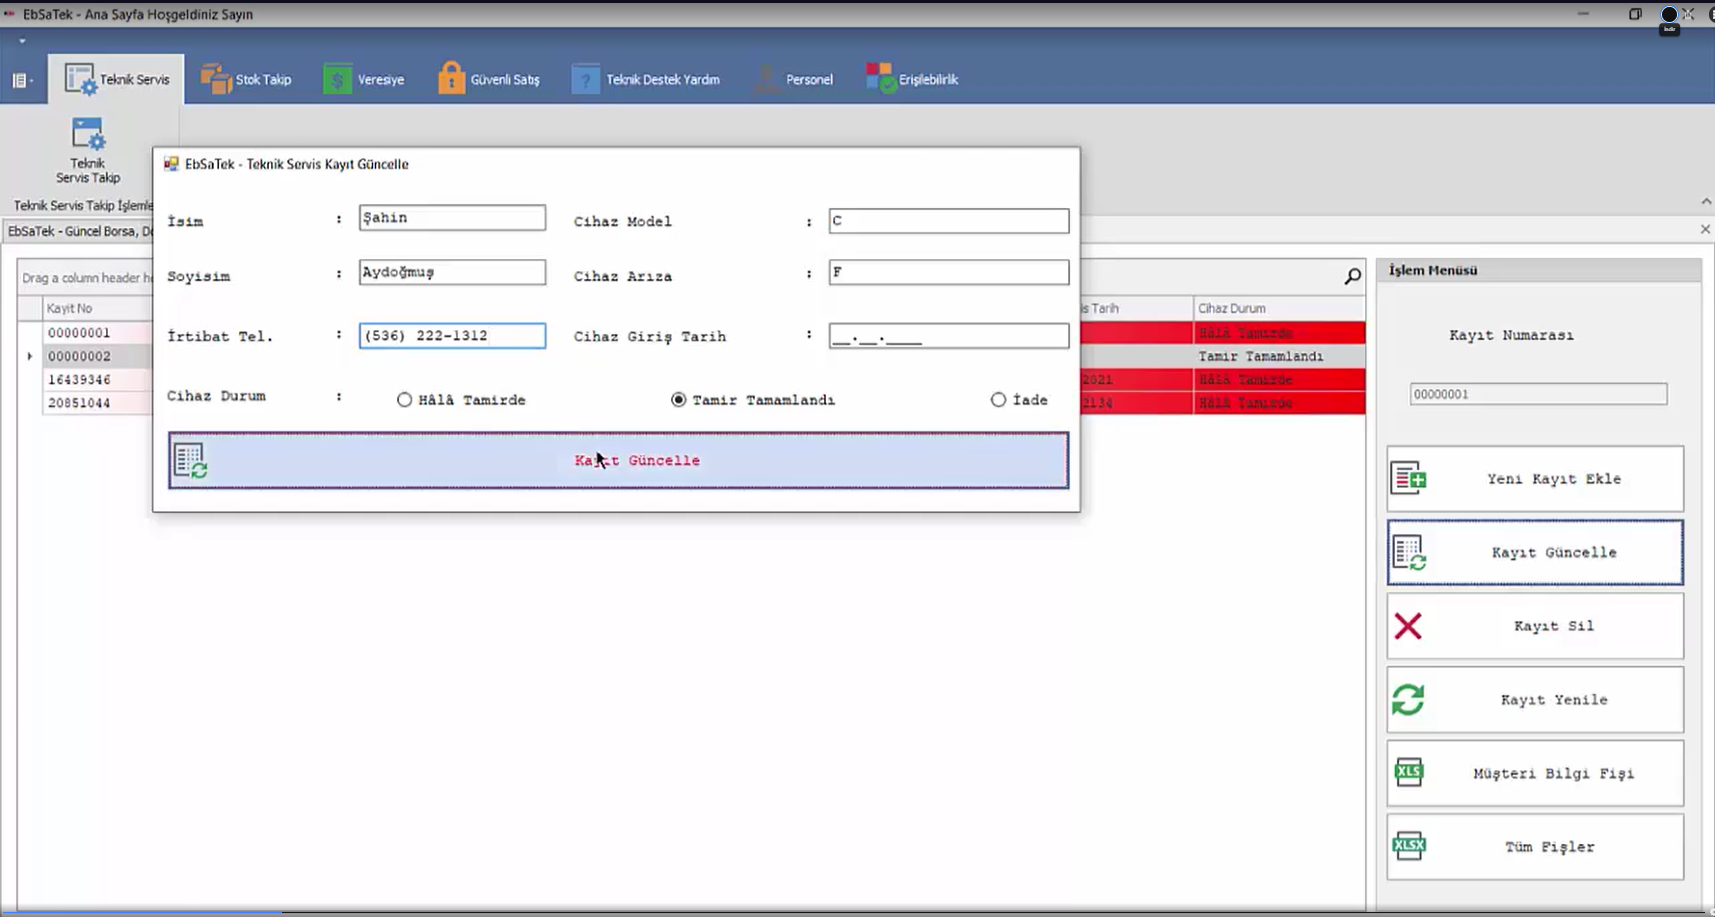 EbSaTek - Ana Sayfa Hoşgeldiniz Sayın
Teknik Servis
Stok Takip
Veresiye
Güvenli Satış
Teknik Destek Yardım
Personel
Erişilebilirlik
Teknik
Servis Takip
Teknik Servis Takip İşlemle
EbSaTek - Güncel Borsa, Dö
EbSaTek - Teknik Servis Kayıt Güncelle
İsim : Şahin Cihaz Model : C
Soyisim : Aydoğmuş Cihaz Arıza : F
İrtibat Tel. : (536) 222-1312 Cihaz Giriş Tarih : __.__.____
Cihaz Durum : Hâlâ Tamirde Tamir Tamamlandı İade
Kayıt Güncelle
Drag a column header he
Kayit No
s Tarih Cihaz Durum
00000001 Hâlâ Tamirde
00000002 Tamir Tamamlandı
16439346 2021 Hâlâ Tamirde
20851044 2134 Hâlâ Tamirde
İşlem Menüsü
Kayıt Numarası
00000001
Yeni Kayıt Ekle
Kayıt Güncelle
Kayıt Sil
Kayıt Yenile
XLS Müşteri Bilgi Fişi
XLSX Tüm Fişler